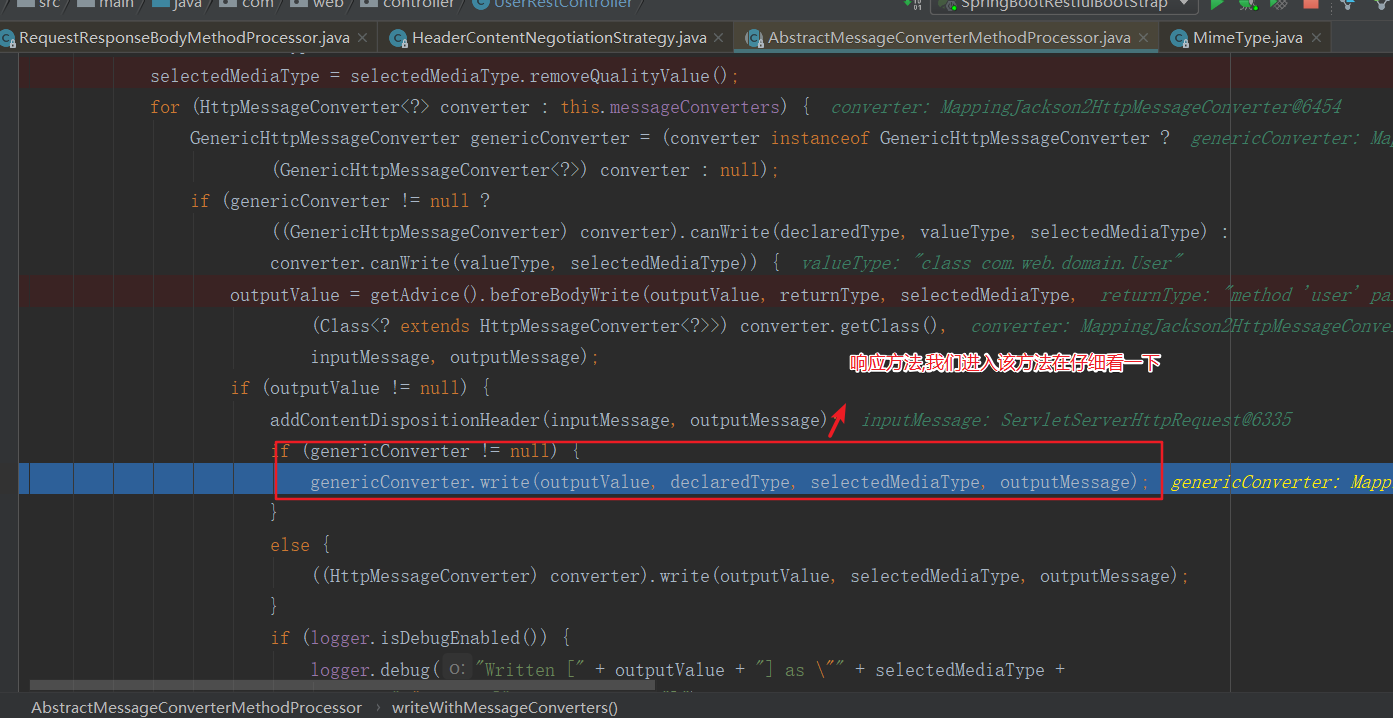 src main java com web controller UserRestController SpringBootRestfulBootStrap
RequestResponseBodyMethodProcessor.java HeaderContentNegotiationStrategy.java AbstractMessageConverterMethodProcessor.java MimeType.java
selectedMediaType = selectedMediaType.removeQualityValue();
for (HttpMessageConverter<?> converter : this.messageConverters) { converter: MappingJackson2HttpMessageConverter@6454
GenericHttpMessageConverter genericConverter = (converter instanceof GenericHttpMessageConverter ? genericConverter: Map
(GenericHttpMessageConverter<?>) converter : null);
if (genericConverter != null ?
((GenericHttpMessageConverter) converter).canWrite(declaredType, valueType, selectedMediaType) :
converter.canWrite(valueType, selectedMediaType)) { valueType: "class com.web.domain.User"
outputValue = getAdvice().beforeBodyWrite(outputValue, returnType, selectedMediaType, returnType: "method 'user' pa
(Class<? extends HttpMessageConverter<?>>) converter.getClass(), converter: MappingJackson2HttpMessageConve
inputMessage, outputMessage);
响应方法,我们进入该方法在仔细看一下
if (outputValue != null) {
addContentDispositionHeader(inputMessage, outputMessage) inputMessage: ServletServerHttpRequest@6335
if (genericConverter != null) {
genericConverter.write(outputValue, declaredType, selectedMediaType, outputMessage); genericConverter: Mapp
}
else {
((HttpMessageConverter) converter).write(outputValue, selectedMediaType, outputMessage);
}
if (logger.isDebugEnabled()) {
logger.debug( o: "Written [" + outputValue + "] as \"" + selectedMediaType +
AbstractMessageConverterMethodProcessor › writeWithMessageConverters()